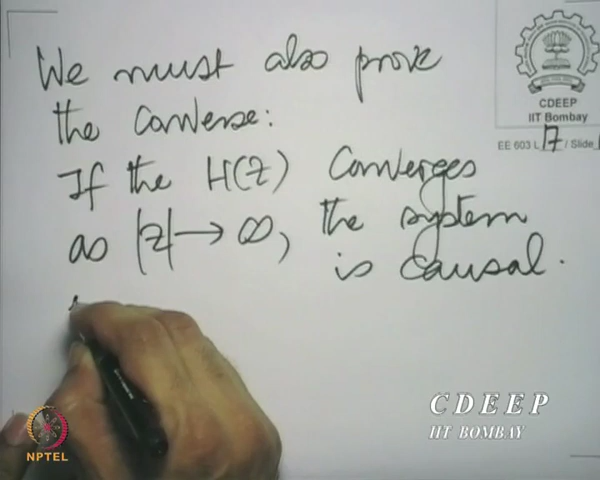 We must also prove
the converse:
If the H(Z) converges
as |z| → ∞, the system
is causal.
CDEEP
IIT Bombay
EE 603 L 17 / Slide
CDEEP
IIT BOMBAY
NPTEL